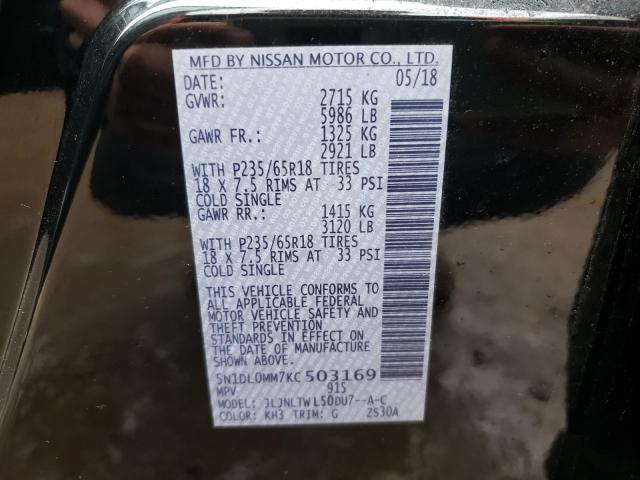 MFD BY NISSAN MOTOR CO., LTD.
DATE: 05/18
GVWR: 2715 KG
5986 LB
GAWR FR.: 1325 KG
2921 LB
WITH P235/65R18 TIRES
18 X 7.5 RIMS AT 33 PSI
COLD SINGLE
GAWR RR.: 1415 KG
3120 LB
WITH P235/65R18 TIRES
18 X 7.5 RIMS AT 33 PSI
COLD SINGLE
THIS VEHICLE CONFORMS TO
ALL APPLICABLE FEDERAL
MOTOR VEHICLE SAFETY AND
THEFT PREVENTION
STANDARDS IN EFFECT ON
THE DATE OF MANUFACTURE
SHOWN ABOVE.
5N1DL0MM7KC503169
MPV 915
MODEL: JLJNLTWL50DU7--A-C
COLOR: KH3 TRIM: G ZS30A